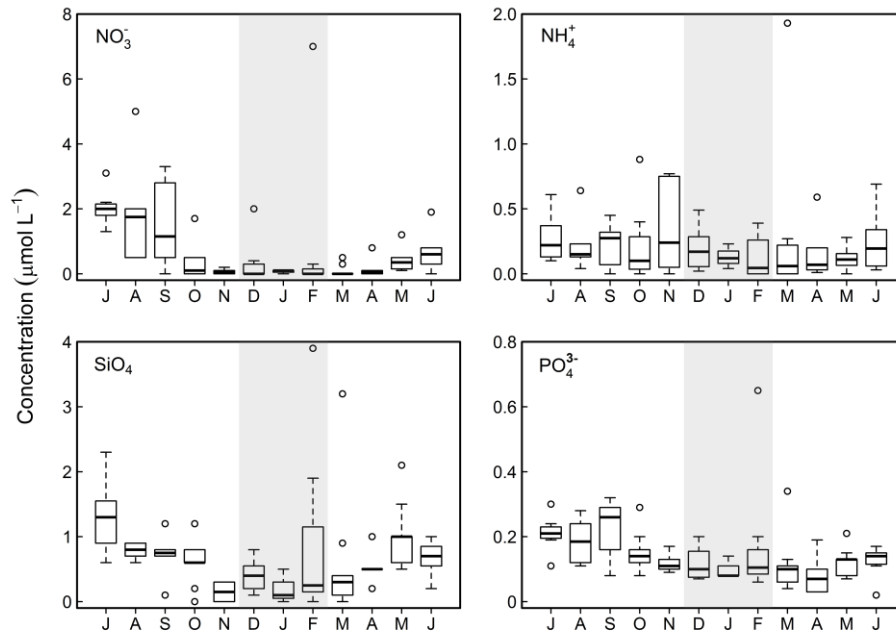 Concentration (μmol L⁻¹)
NO₃⁻
8
6
4
2
0
J A S O N D J F M A M J
NH₄⁺
2.0
1.5
1.0
0.5
0.0
J A S O N D J F M A M J
SiO₄
4
3
2
1
0
J A S O N D J F M A M J
PO₄³⁻
0.8
0.6
0.4
0.2
0
J A S O N D J F M A M J